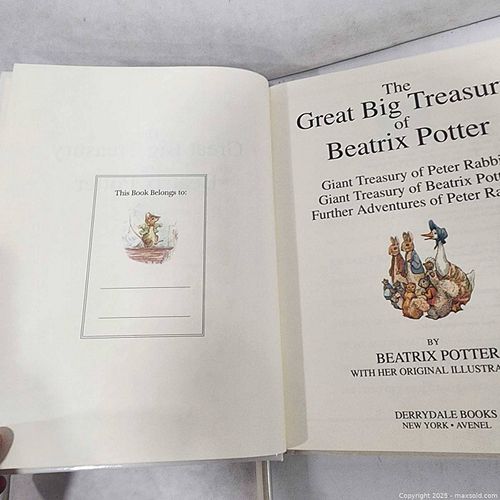 This Book Belongs to:
The
Great Big Treasur
of
Beatrix Potter
Giant Treasury of Peter Rabbi
Giant Treasury of Beatrix Pott
Further Adventures of Peter Ra
BY
BEATRIX POTTER
WITH HER ORIGINAL ILLUSTRA
DERRYDALE BOOKS
NEW YORK • AVENEL
Copyright 2025 - maxsold.com